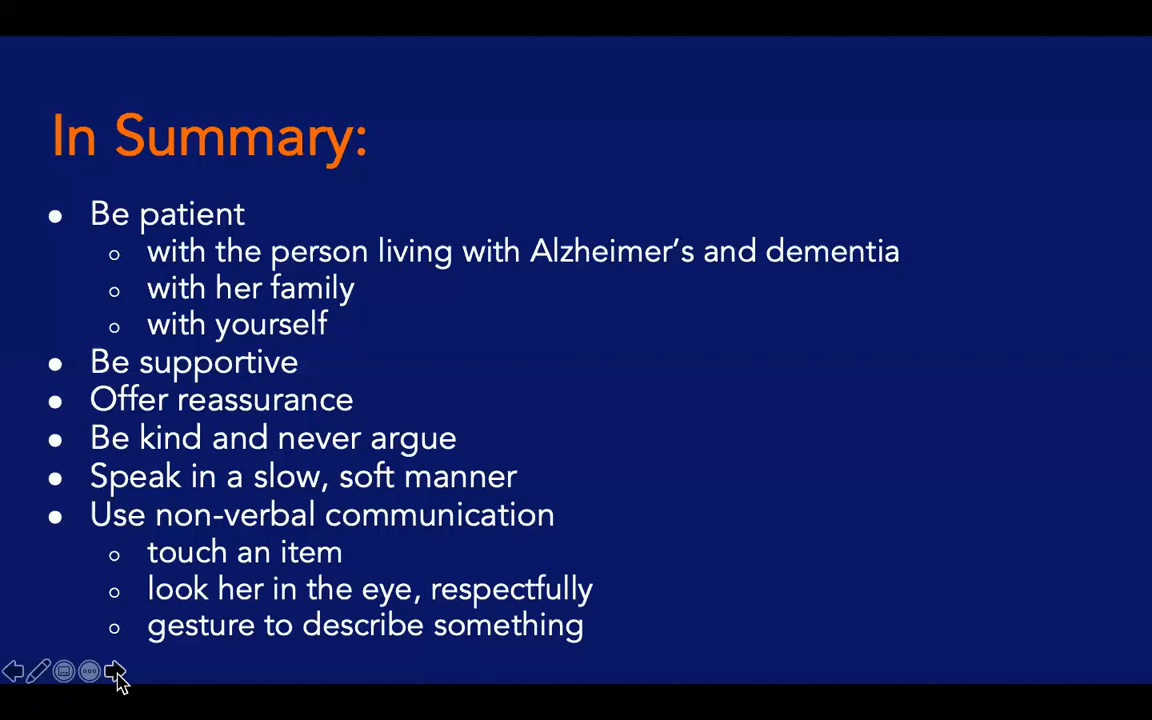 In Summary:
● Be patient
○ with the person living with Alzheimer’s and dementia
○ with her family
○ with yourself
● Be supportive
● Offer reassurance
● Be kind and never argue
● Speak in a slow, soft manner
● Use non-verbal communication
○ touch an item
○ look her in the eye, respectfully
○ gesture to describe something